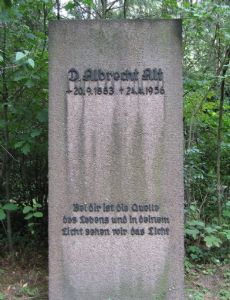 D. Albrecht Alt
*20.9.1883 †24.4.1956
Bei dir ist die Quelle
des Lebens und in deinem
Licht sehen wir das Licht